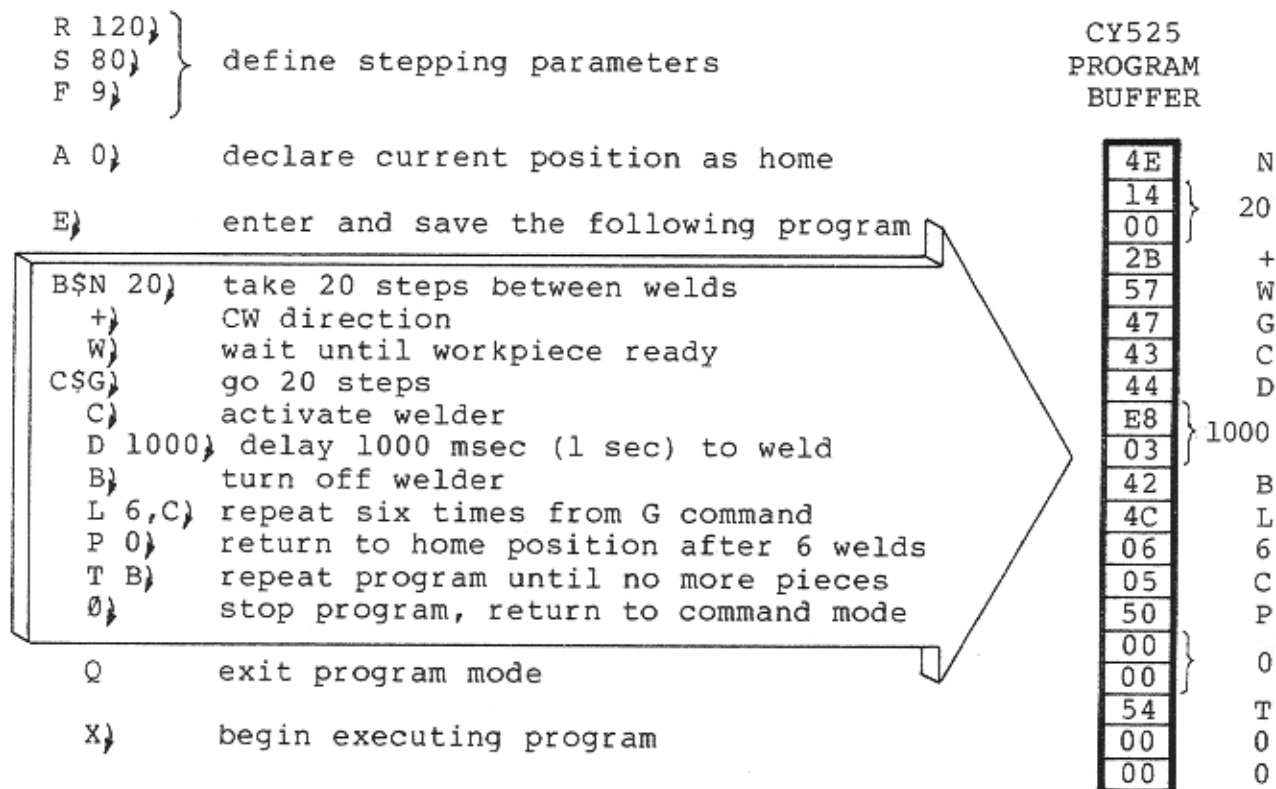 R 120)
S 80) define stepping parameters
F 9)
A 0) declare current position as home
E) enter and save the following program
B$N 20) take 20 steps between welds
+) CW direction
W) wait until workpiece ready
C$G) go 20 steps
C) activate welder
D 1000) delay 1000 msec (1 sec) to weld
B) turn off welder
L 6,C) repeat six times from G command
P 0) return to home position after 6 welds
T B) repeat program until no more pieces
Ø) stop program, return to command mode
Q exit program mode
X) begin executing program
CY525
PROGRAM
BUFFER
4E N
14
00 20
2B +
57 W
47 G
43 C
44 D
E8
03 1000
42 B
4C L
06 6
05 C
50 P
00
00 0
54 T
00 0
00 0